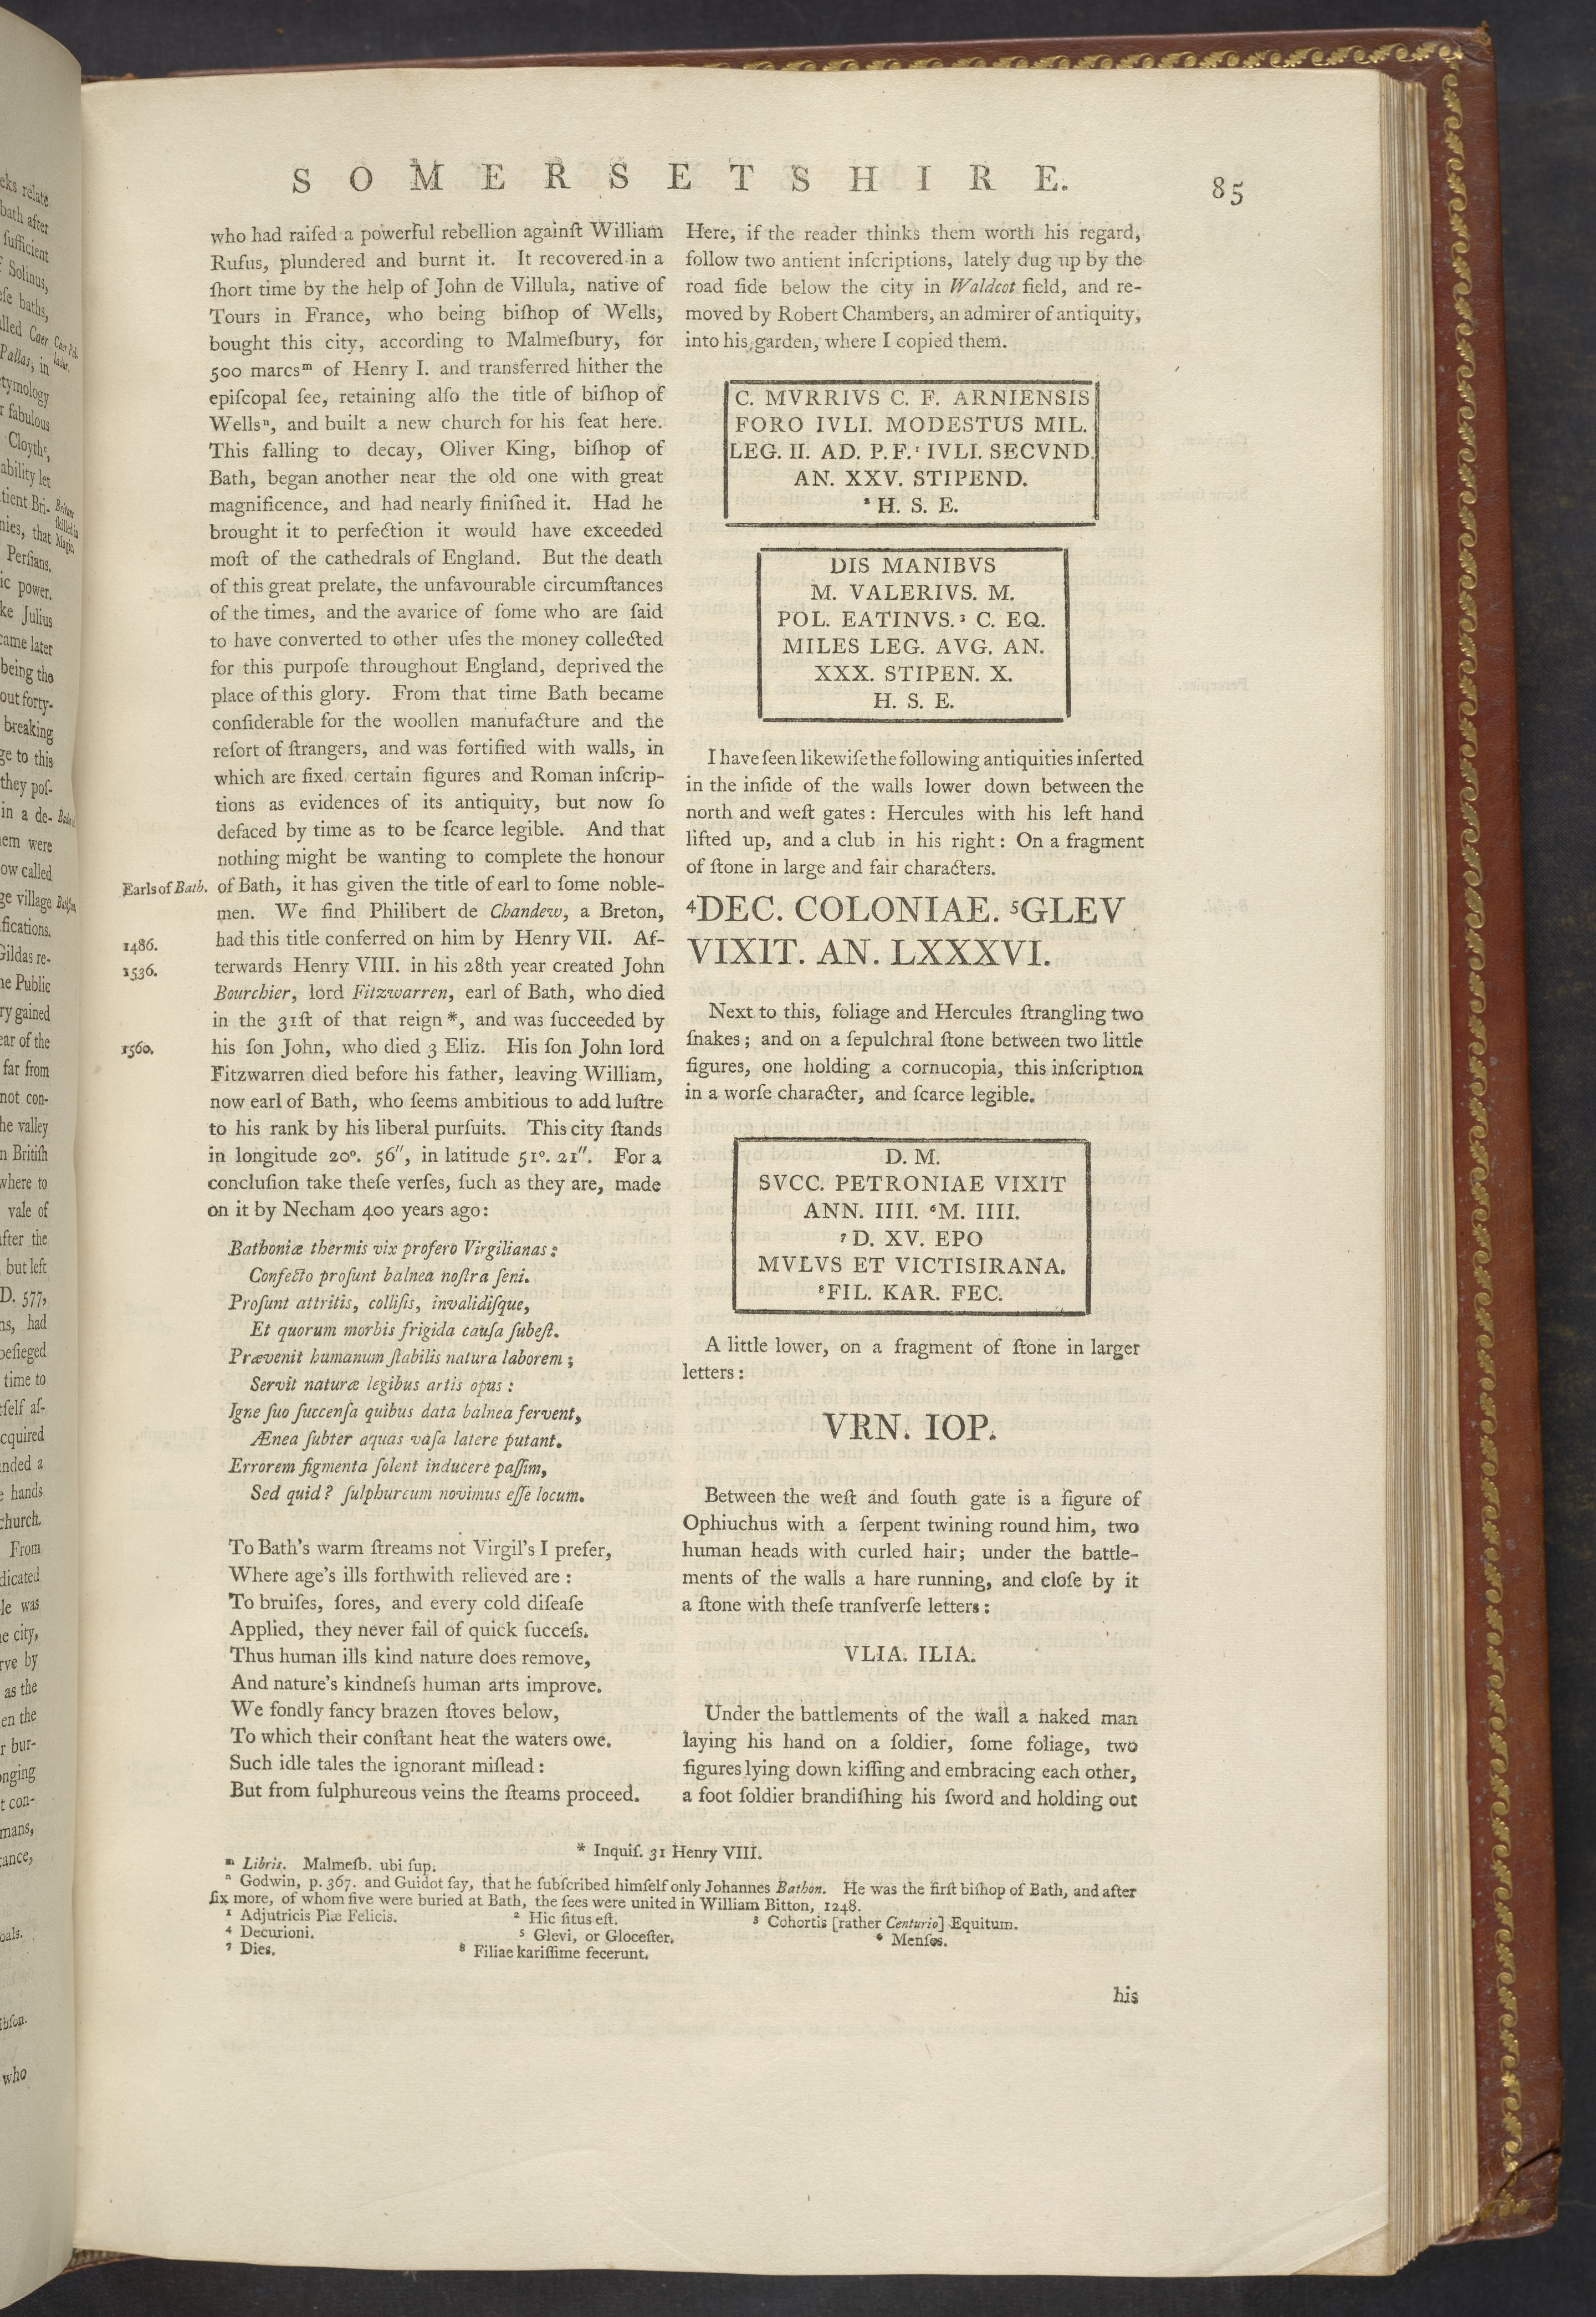 SOMERSETSHIRE.
85
who had raiſed a powerful rebellion againſt William
Rufus, plundered and burnt it. It recovered in a
ſhort time by the help of John de Villula, native of
Tours in France, who being biſhop of Wells,
bought this city, according to Malmeſbury, for
500 marcsᵐ of Henry I. and transferred hither the
epiſcopal ſee, retaining alſo the title of biſhop of
Wellsⁿ, and built a new church for his ſeat here.
This falling to decay, Oliver King, biſhop of
Bath, began another near the old one with great
magnificence, and had nearly finiſhed it. Had he
brought it to perfection it would have exceeded
moſt of the cathedrals of England. But the death
of this great prelate, the unfavourable circumſtances
of the times, and the avarice of ſome who are ſaid
to have converted to other uſes the money collected
for this purpoſe throughout England, deprived the
place of this glory. From that time Bath became
conſiderable for the woollen manufacture and the
reſort of ſtrangers, and was fortified with walls, in
which are fixed certain figures and Roman inſcrip-
tions as evidences of its antiquity, but now ſo
defaced by time as to be ſcarce legible. And that
nothing might be wanting to complete the honour
Earls of Bath.
of Bath, it has given the title of earl to ſome noble-
men. We find Philibert de Chandew, a Breton,
1486.
had this title conferred on him by Henry VII. Af-
1536.
terwards Henry VIII. in his 28th year created John
Bourchier, lord Fitzwarren, earl of Bath, who died
in the 31ſt of that reign*, and was ſucceeded by
1560.
his ſon John, who died 3 Eliz. His ſon John lord
Fitzwarren died before his father, leaving William,
now earl of Bath, who ſeems ambitious to add luſtre
to his rank by his liberal purſuits. This city ſtands
in longitude 20°. 56″, in latitude 51°. 21″. For a
concluſion take theſe verſes, ſuch as they are, made
on it by Necham 400 years ago:
Bathoniæ thermis vix profero Virgilianas:
Confecto proſunt balnea noſtra ſeni.
Proſunt attritis, colliſis, invalidiſque,
Et quorum morbis frigida cauſa ſubeſt.
Prævenit humanum ſtabilis natura laborem;
Servit naturæ legibus artis opus:
Igne ſuo ſuccenſa quibus data balnea fervent,
Ænea ſubter aquas vaſa latere putant.
Errorem figmenta ſolent inducere paſſim,
Sed quid? ſulphureum novimus eſſe locum.
To Bath's warm ſtreams not Virgil's I prefer,
Where age's ills forthwith relieved are:
To bruiſes, ſores, and every cold diſeaſe
Applied, they never fail of quick ſucceſs.
Thus human ills kind nature does remove,
And nature's kindneſs human arts improve.
We fondly fancy brazen ſtoves below,
To which their conſtant heat the waters owe.
Such idle tales the ignorant miſlead:
But from ſulphureous veins the ſteams proceed.
Here, if the reader thinks them worth his regard,
follow two antient inſcriptions, lately dug up by the
road ſide below the city in Waldcot field, and re-
moved by Robert Chambers, an admirer of antiquity,
into his garden, where I copied them.
C. MVRRIVS C. F. ARNIENSIS
FORO IVLI. MODESTUS MIL.
LEG. II. AD. P. F.¹ IVLI. SECVND.
AN. XXV. STIPEND.
² H. S. E.
DIS MANIBVS
M. VALERIVS. M.
POL. EATINVS.³ C. EQ.
MILES LEG. AVG. AN.
XXX. STIPEN. X.
H. S. E.
I have ſeen likewiſe the following antiquities inſerted
in the inſide of the walls lower down between the
north and weſt gates: Hercules with his left hand
lifted up, and a club in his right: On a fragment
of ſtone in large and fair characters.
⁴DEC. COLONIAE. ⁵GLEV
VIXIT. AN. LXXXVI.
Next to this, foliage and Hercules ſtrangling two
ſnakes; and on a ſepulchral ſtone between two little
figures, one holding a cornucopia, this inſcription
in a worſe character, and ſcarce legible.
D. M.
SVCC. PETRONIAE VIXIT
ANN. IIII. ⁶M. IIII.
⁷D. XV. EPO
MVLVS ET VICTISIRANA.
⁸FIL. KAR. FEC.
A little lower, on a fragment of ſtone in larger
letters:
VRN. IOP.
Between the weſt and ſouth gate is a figure of
Ophiuchus with a ſerpent twining round him, two
human heads with curled hair; under the battle-
ments of the walls a hare running, and cloſe by it
a ſtone with theſe tranſverſe letters:
VLIA. ILIA.
Under the battlements of the wall a naked man
laying his hand on a ſoldier, ſome foliage, two
figures lying down kiſſing and embracing each other,
a foot ſoldier brandiſhing his ſword and holding out
* Inquiſ. 31 Henry VIII.
ᵐ Libris. Malmeſb. ubi ſup.
ⁿ Godwin, p. 367. and Guidot ſay, that he ſubſcribed himſelf only Johannes Bathon. He was the firſt biſhop of Bath, and after
ſix more, of whom five were buried at Bath, the ſees were united in William Bitton, 1248.
¹ Adjutricis Piæ Felicis. ² Hic ſitus eſt. ³ Cohortis [rather Centurio] Equitum.
⁴ Decurioni. ⁵ Glevi, or Gloceſter. ⁶ Menſes.
⁷ Dies. ⁸ Filiae kariſſime fecerunt.
his